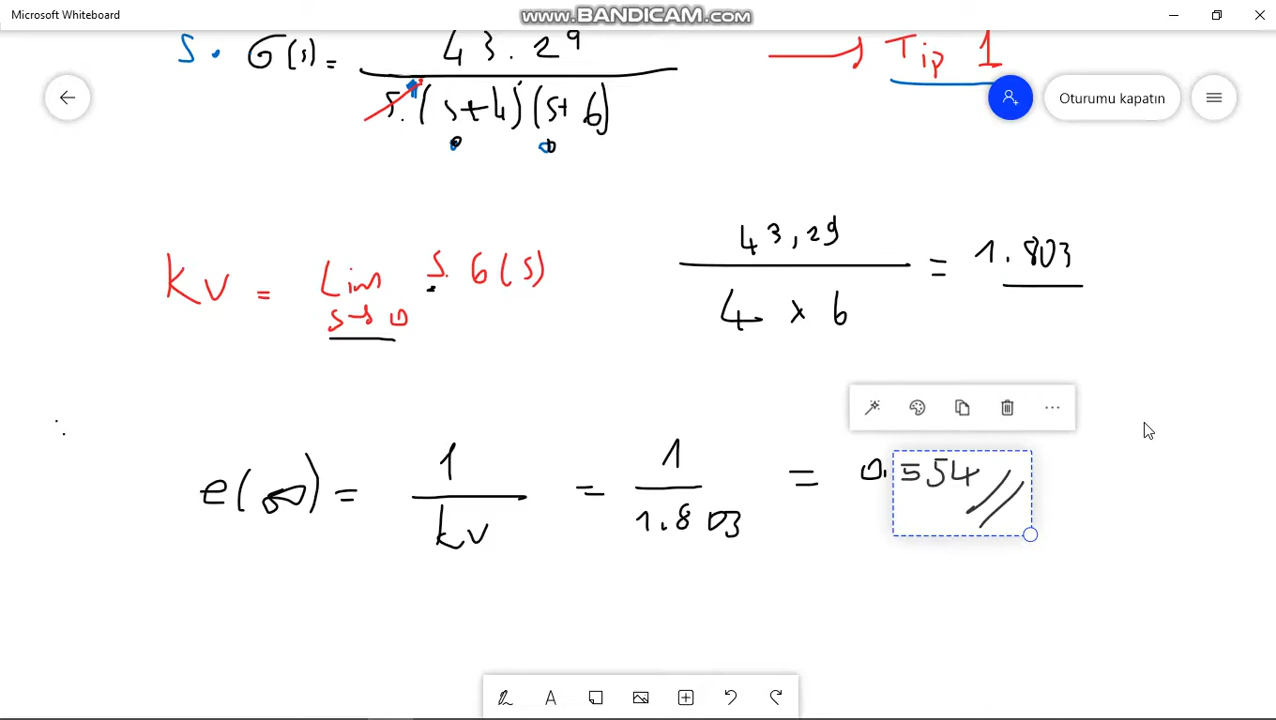 Microsoft Whiteboard
www.BANDICAM.com
S. G(s) = 43.29 / s.(s+4)(s+6) → Tip 1
Oturumu kapatın
Kv = Lim s→0 s. G(s)
43,29 / 4 x 6 = 1.803
e(∞) = 1 / kv = 1 / 1.803 = 0.554 //
A